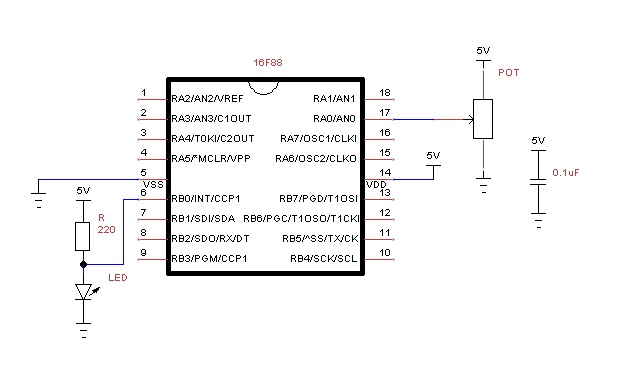 16F88
5V
POT
1 RA2/AN2/VREF RA1/AN1 18
2 RA3/AN3/C1OUT RA0/AN0 17
3 RA4/T0KI/C2OUT RA7/OSC1/CLKI 16
4 RA5/*MCLR/VPP RA6/OSC2/CLKO 15
5V
5V
5 VSS VDD 14
0.1uF
5V
6 RB0/INT/CCP1 RB7/PGD/T1OSI 13
R
220
7 RB1/SDI/SDA RB6/PGC/T1OSO/T1CKI 12
8 RB2/SDO/RX/DT RB5/^SS/TX/CK 11
9 RB3/PGM/CCP1 RB4/SCK/SCL 10
LED